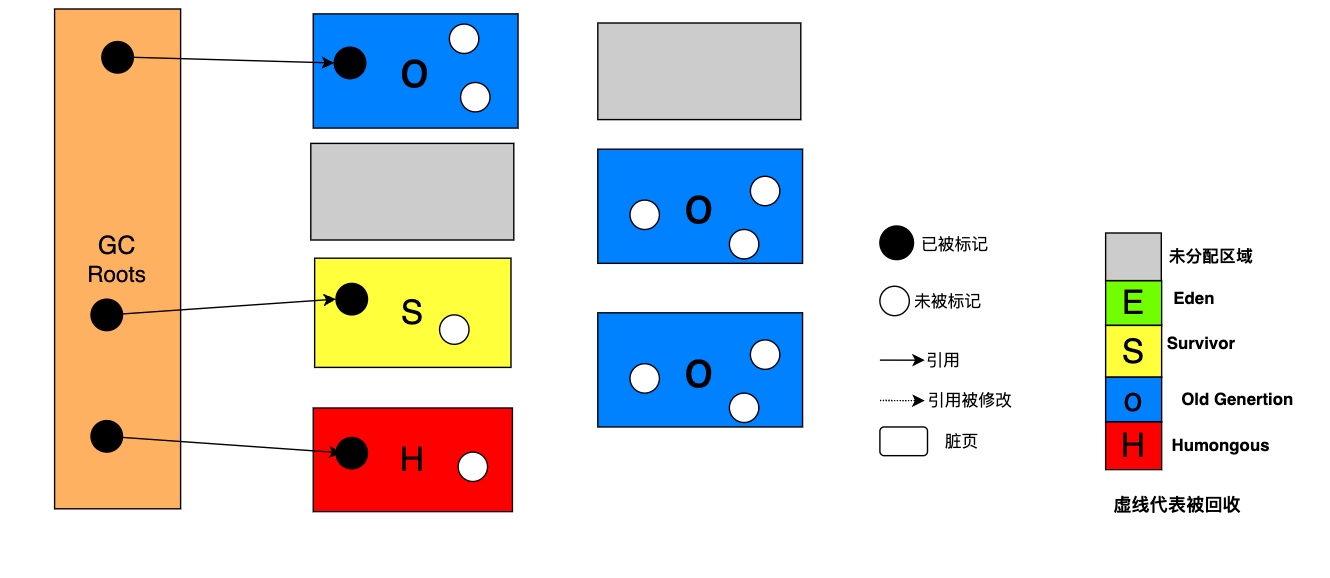 GC
Roots
O
S
H
O
O
已被标记
未被标记
引用
引用被修改
脏页
未分配区域
E
Eden
S
Survivor
o
Old Genertion
H
Humongous
虚线代表被回收